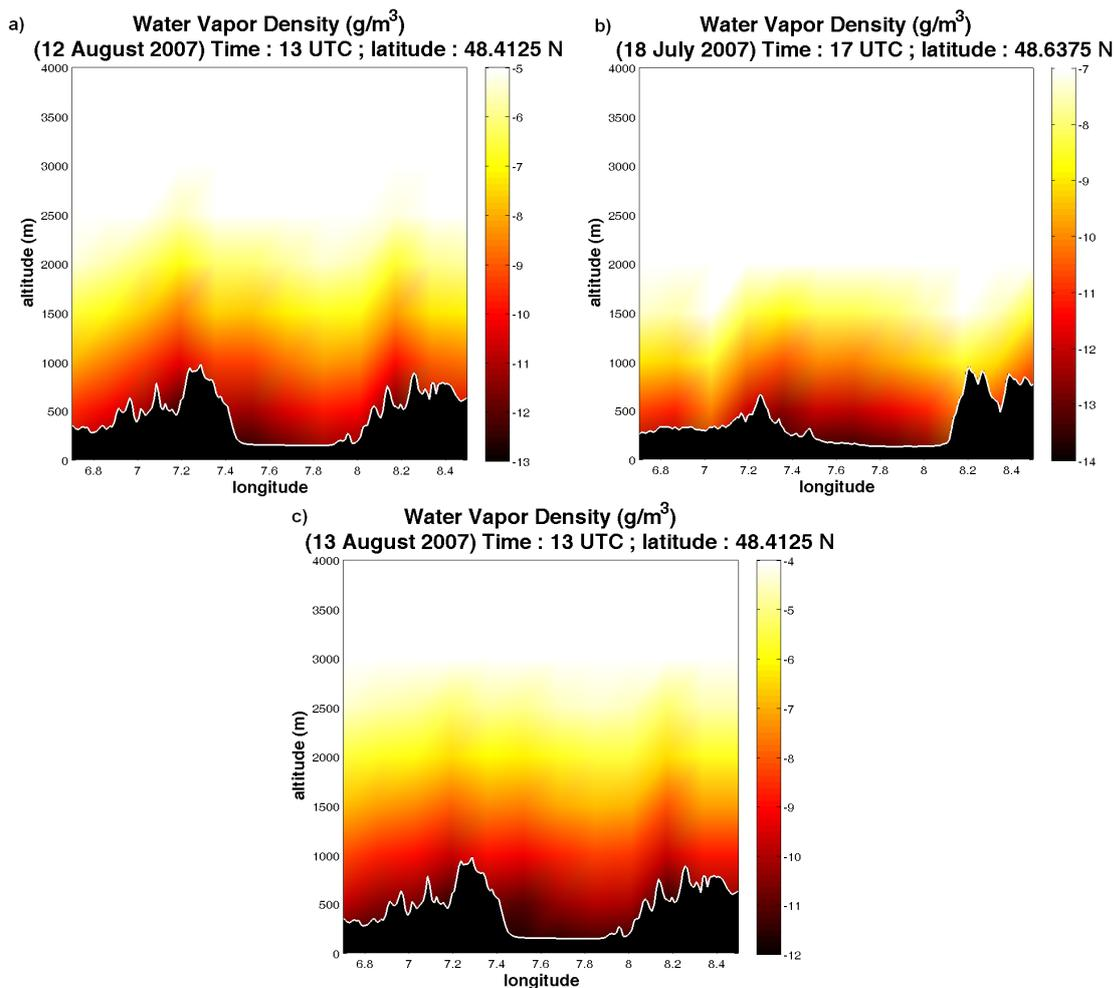 a)
Water Vapor Density (g/m3)
(12 August 2007) Time : 13 UTC ; latitude : 48.4125 N
4000
3500
3000
2500
2000
1500
1000
500
0
altitude (m)
6.8 7 7.2 7.4 7.6 7.8 8 8.2 8.4
longitude
-5
-6
-7
-8
-9
-10
-11
-12
-13
b)
Water Vapor Density (g/m3)
(18 July 2007) Time : 17 UTC ; latitude : 48.6375 N
4000
3500
3000
2500
2000
1500
1000
500
0
altitude (m)
6.8 7 7.2 7.4 7.6 7.8 8 8.2 8.4
longitude
-7
-8
-9
-10
-11
-12
-13
-14
c)
Water Vapor Density (g/m3)
(13 August 2007) Time : 13 UTC ; latitude : 48.4125 N
4000
3500
3000
2500
2000
1500
1000
500
0
altitude (m)
6.8 7 7.2 7.4 7.6 7.8 8 8.2 8.4
longitude
-4
-5
-6
-7
-8
-9
-10
-11
-12